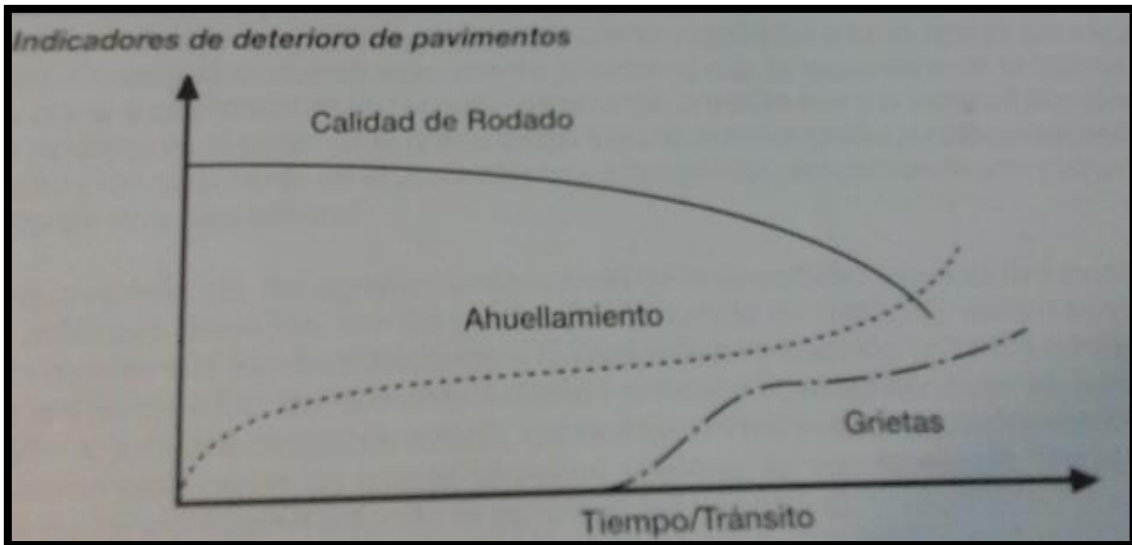 Indicadores de deterioro de pavimentos
Calidad de Rodado
Ahuellamiento
Grietas
Tiempo/Tránsito